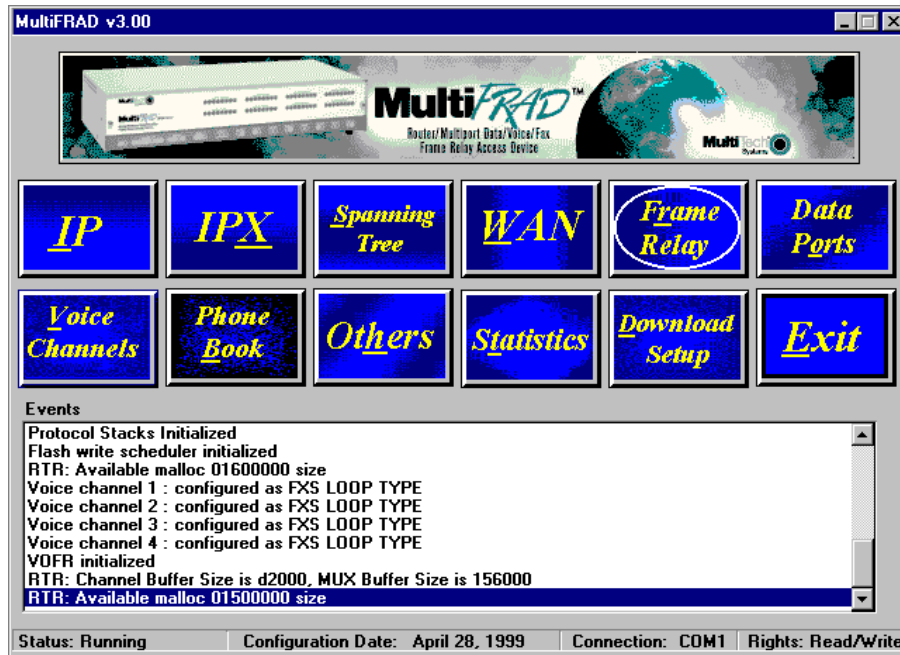 MultiFRAD v3.00
MultiFRAD™
Router/Multiport Data/Voice/Fax
Frame Relay Access Device
MultiTech
Systems
IP
IPX
Spanning
Tree
WAN
Frame
Relay
Data
Ports
Voice
Channels
Phone
Book
Others
Statistics
Download
Setup
Exit
Events
Protocol Stacks Initialized
Flash write scheduler initialized
RTR: Available malloc 01600000 size
Voice channel 1 : configured as FXS LOOP TYPE
Voice channel 2 : configured as FXS LOOP TYPE
Voice channel 3 : configured as FXS LOOP TYPE
Voice channel 4 : configured as FXS LOOP TYPE
VOFR initialized
RTR: Channel Buffer Size is d2000, MUX Buffer Size is 156000
RTR: Available malloc 01500000 size
Status: Running Configuration Date: April 28, 1999 Connection: COM1 Rights: Read/Write